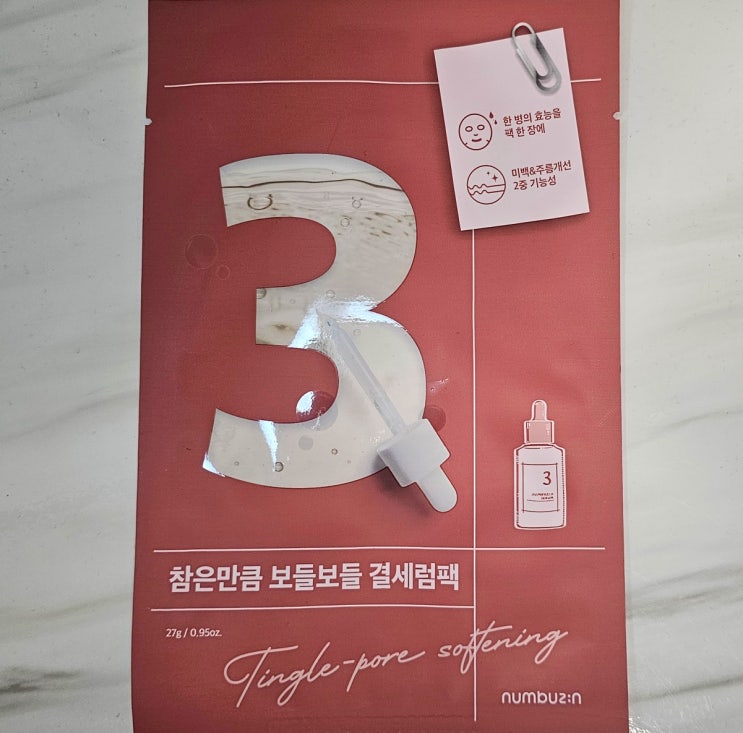 한 병의 효능을
팩 한 장에
미백&주름개선
2중 기능성
3
3
참은만큼 보들보들 결세럼팩
27g / 0.95oz.
Tingle-pore softening
numbuz:n